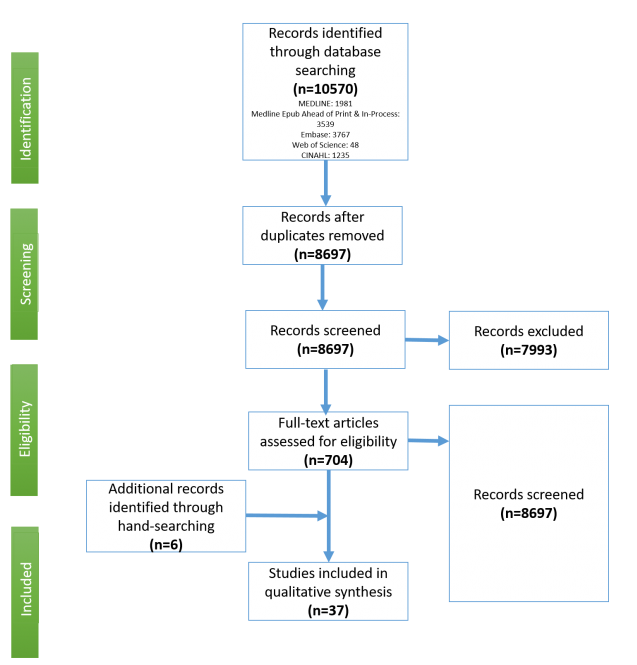 Identification
Records identified
through database
searching
(n=10570)
MEDLINE: 1981
Medline Epub Ahead of Print & In-Process:
3539
Embase: 3767
Web of Science: 48
CINAHL: 1235
Screening
Records after
duplicates removed
(n=8697)
Records screened
(n=8697)
Records excluded
(n=7993)
Eligibility
Full-text articles
assessed for eligibility
(n=704)
Records screened
(n=8697)
Additional records
identified through
hand-searching
(n=6)
Included
Studies included in
qualitative synthesis
(n=37)